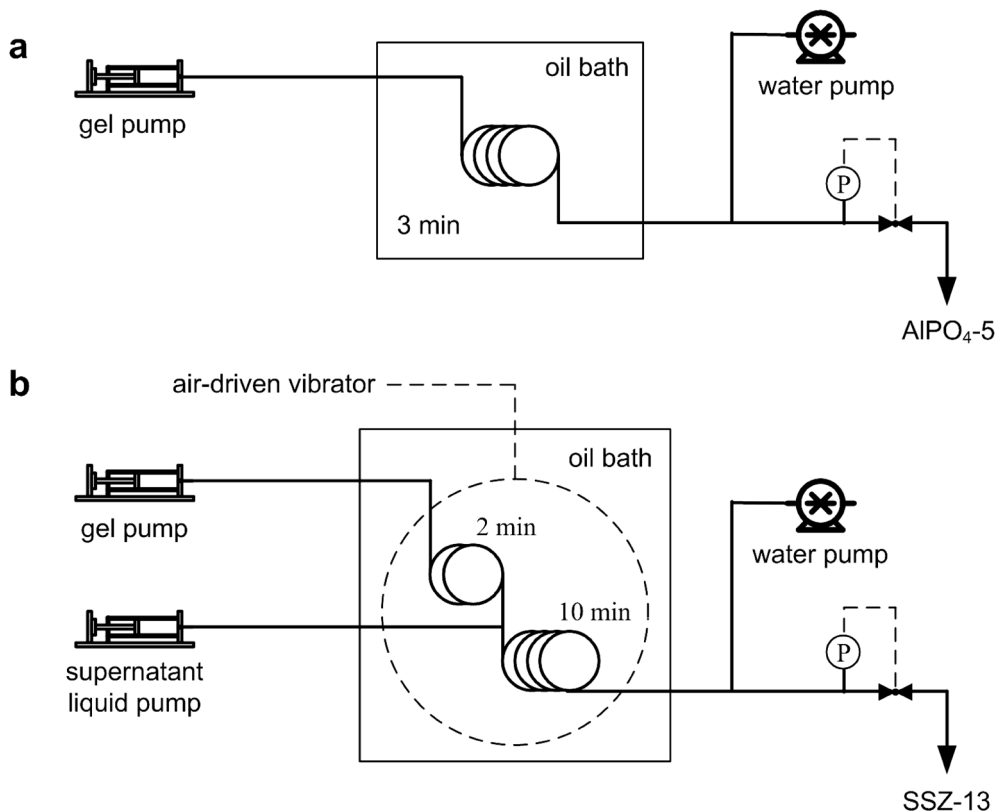 a
oil bath
gel pump
water pump
P
3 min
AlPO₄-5
b
air-driven vibrator
oil bath
gel pump
2 min
water pump
10 min
P
supernatant
liquid pump
SSZ-13